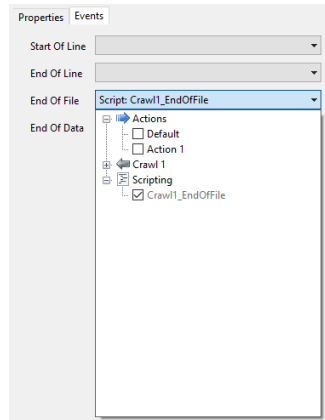 Properties Events
Start Of Line
End Of Line
End Of File Script: Crawl1_EndOfFile
Actions
End Of Data Default
Action 1
Crawl 1
Scripting
Crawl1_EndOfFile